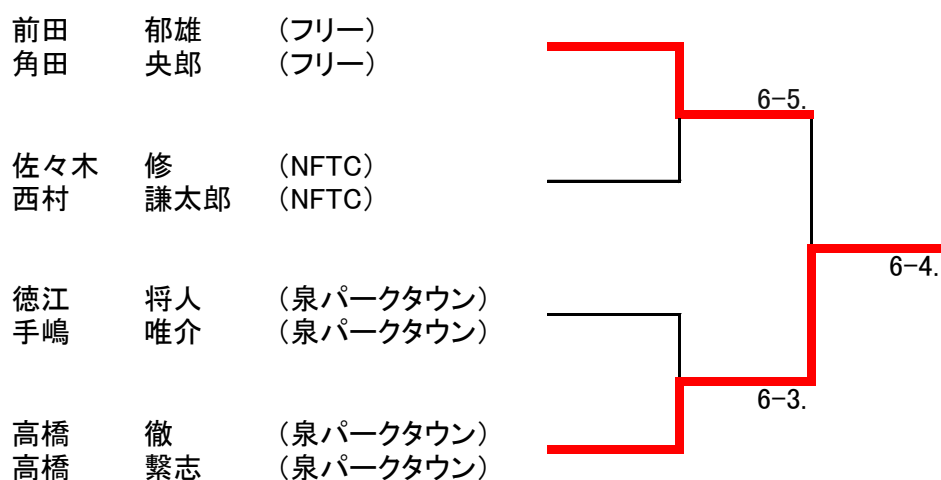 前田 郁雄 （フリー）
角田 央郎 （フリー）
6-5.
佐々木 修 （NFTC）
西村 謙太郎 （NFTC）
6-4.
徳江 将人 （泉パークタウン）
手嶋 唯介 （泉パークタウン）
6-3.
高橋 徹 （泉パークタウン）
高橋 繫志 （泉パークタウン）